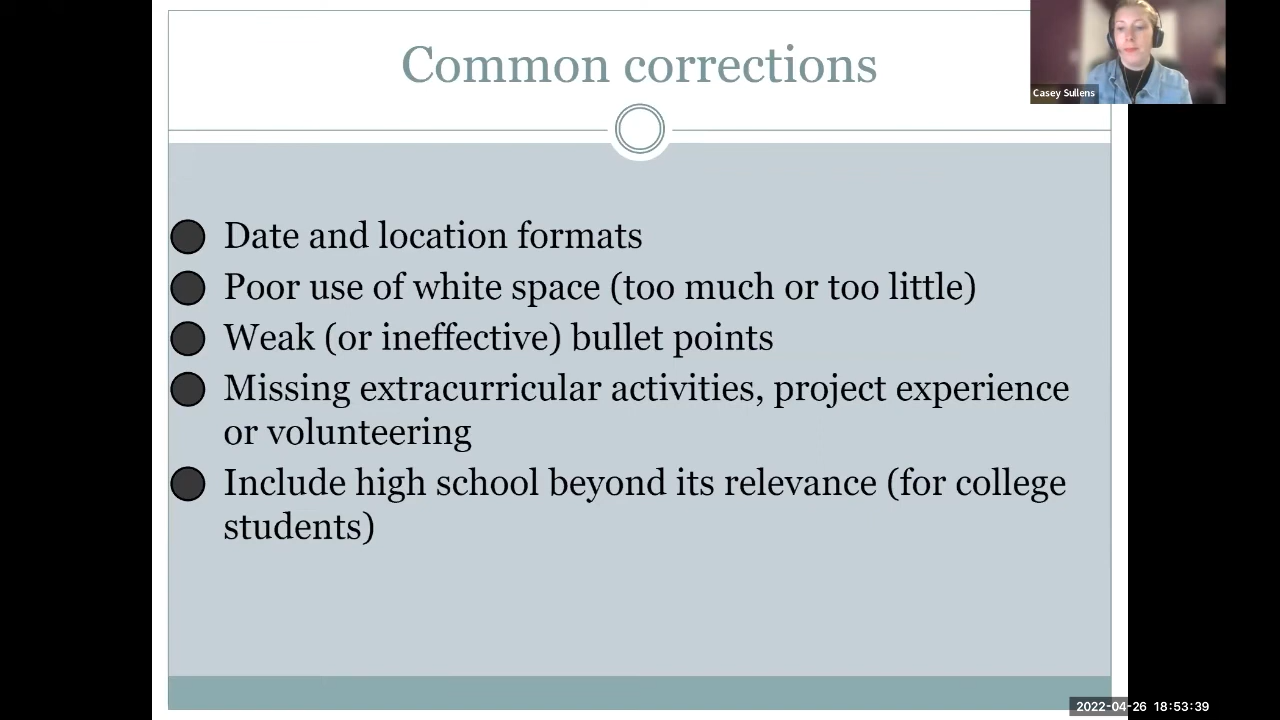 Common corrections
Casey Sullens
Date and location formats
Poor use of white space (too much or too little)
Weak (or ineffective) bullet points
Missing extracurricular activities, project experience
or volunteering
Include high school beyond its relevance (for college
students)
2022-04-26 18:53:39